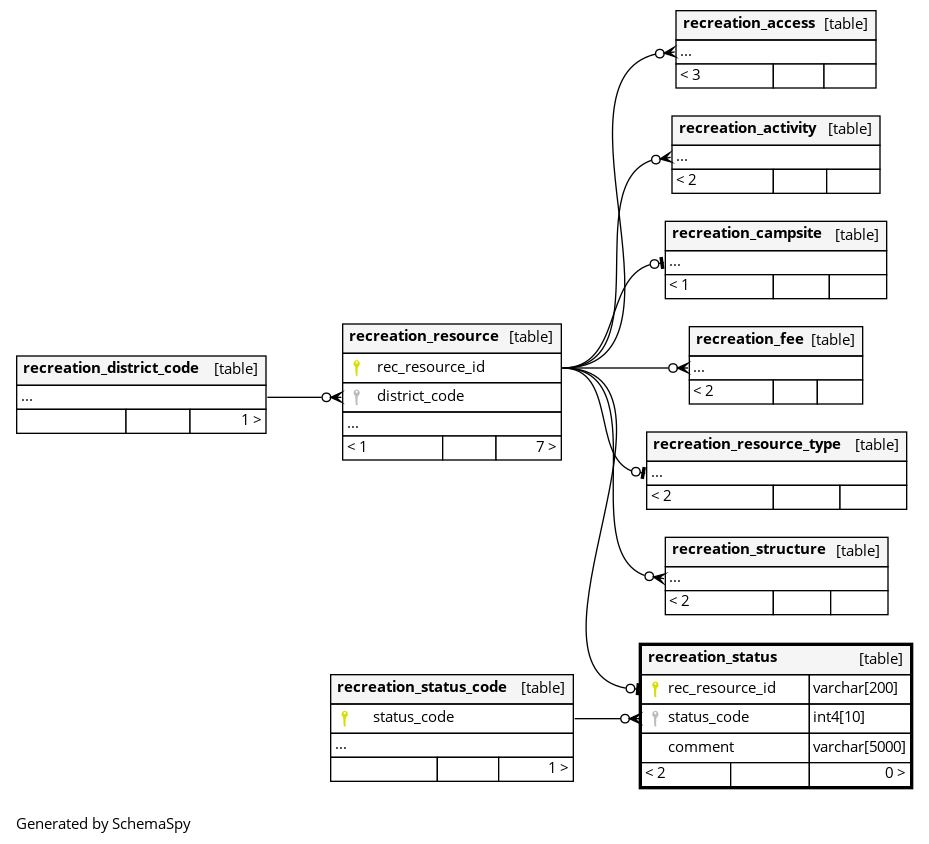 recreation_access [table]
...
< 3
recreation_activity [table]
...
< 2
recreation_campsite [table]
...
< 1
recreation_fee [table]
...
< 2
recreation_resource [table]
rec_resource_id
district_code
...
< 1 7 >
recreation_district_code [table]
...
1 >
recreation_resource_type [table]
...
< 2
recreation_structure [table]
...
< 2
recreation_status [table]
rec_resource_id varchar[200]
status_code int4[10]
comment varchar[5000]
< 2 0 >
recreation_status_code [table]
status_code
...
1 >
Generated by SchemaSpy